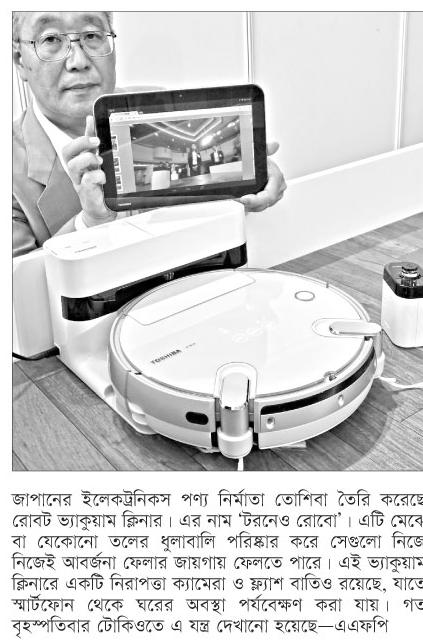 TOSHIBA
জাপানের ইলেকট্রনিকস পণ্য নির্মাতা তোশিবা তৈরি করেছে
রোবট ভ্যাকুয়াম ক্লিনার। এর নাম ‘টরনেও রোবো’। এটি মেঝে
বা যেকোনো তলের ধুলাবালি পরিষ্কার করে সেগুলো নিজে
নিজেই আবর্জনা ফেলার জায়গায় ফেলতে পারে। এই ভ্যাকুয়াম
ক্লিনারে একটি নিরাপত্তা ক্যামেরা ও ফ্ল্যাশ বাতিও রয়েছে, যাতে
স্মার্টফোন থেকে ঘরের অবস্থা পর্যবেক্ষণ করা যায়। গত
বৃহস্পতিবার টোকিওতে এ যন্ত্র দেখানো হয়েছে—এএফপি